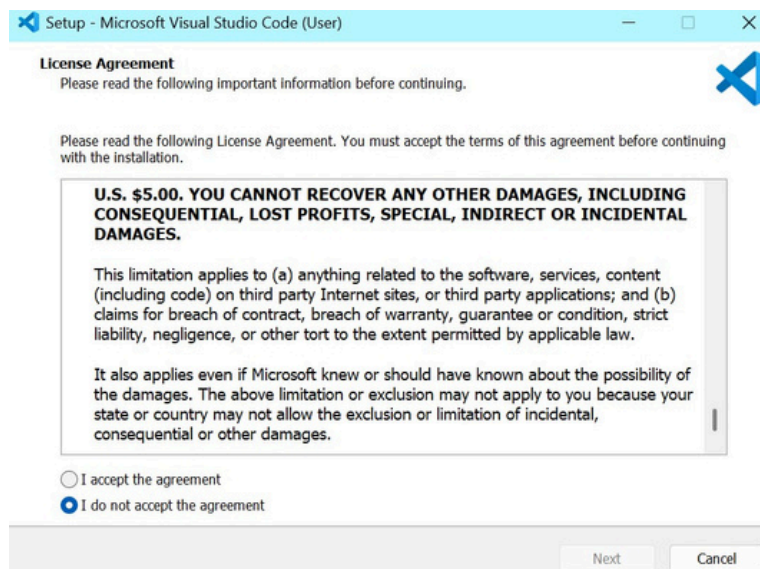 Setup - Microsoft Visual Studio Code (User)
License Agreement
Please read the following important information before continuing.
Please read the following License Agreement. You must accept the terms of this agreement before continuing
with the installation.
U.S. $5.00. YOU CANNOT RECOVER ANY OTHER DAMAGES, INCLUDING
CONSEQUENTIAL, LOST PROFITS, SPECIAL, INDIRECT OR INCIDENTAL
DAMAGES.
This limitation applies to (a) anything related to the software, services, content
(including code) on third party Internet sites, or third party applications; and (b)
claims for breach of contract, breach of warranty, guarantee or condition, strict
liability, negligence, or other tort to the extent permitted by applicable law.
It also applies even if Microsoft knew or should have known about the possibility of
the damages. The above limitation or exclusion may not apply to you because your
state or country may not allow the exclusion or limitation of incidental,
consequential or other damages.
I accept the agreement
I do not accept the agreement
Next
Cancel